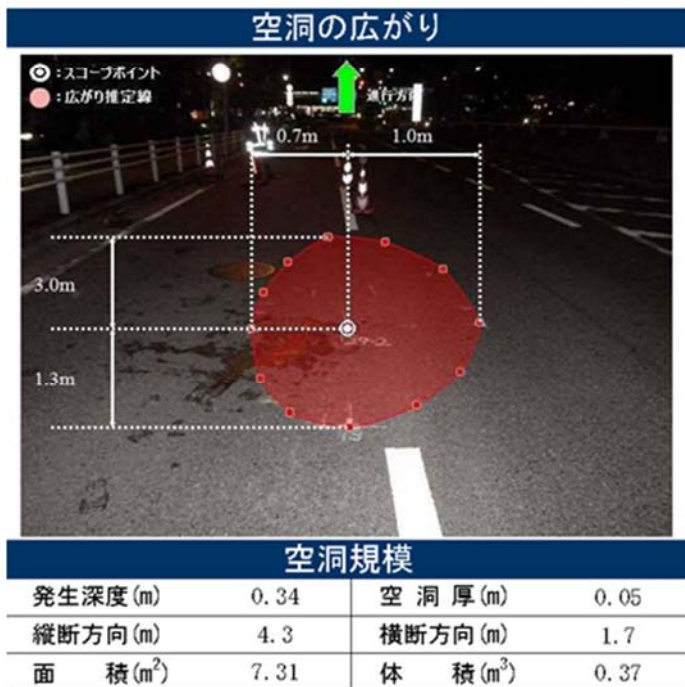 空洞の広がり
◎：スコープポイント
●：広がり推定線
進行方向
0.7m 1.0m
3.0m
1.3m
空洞規模
発生深度(m) 0.34 空洞厚(m) 0.05
縦断方向(m) 4.3 横断方向(m) 1.7
面積(m²) 7.31 体積(m³) 0.37